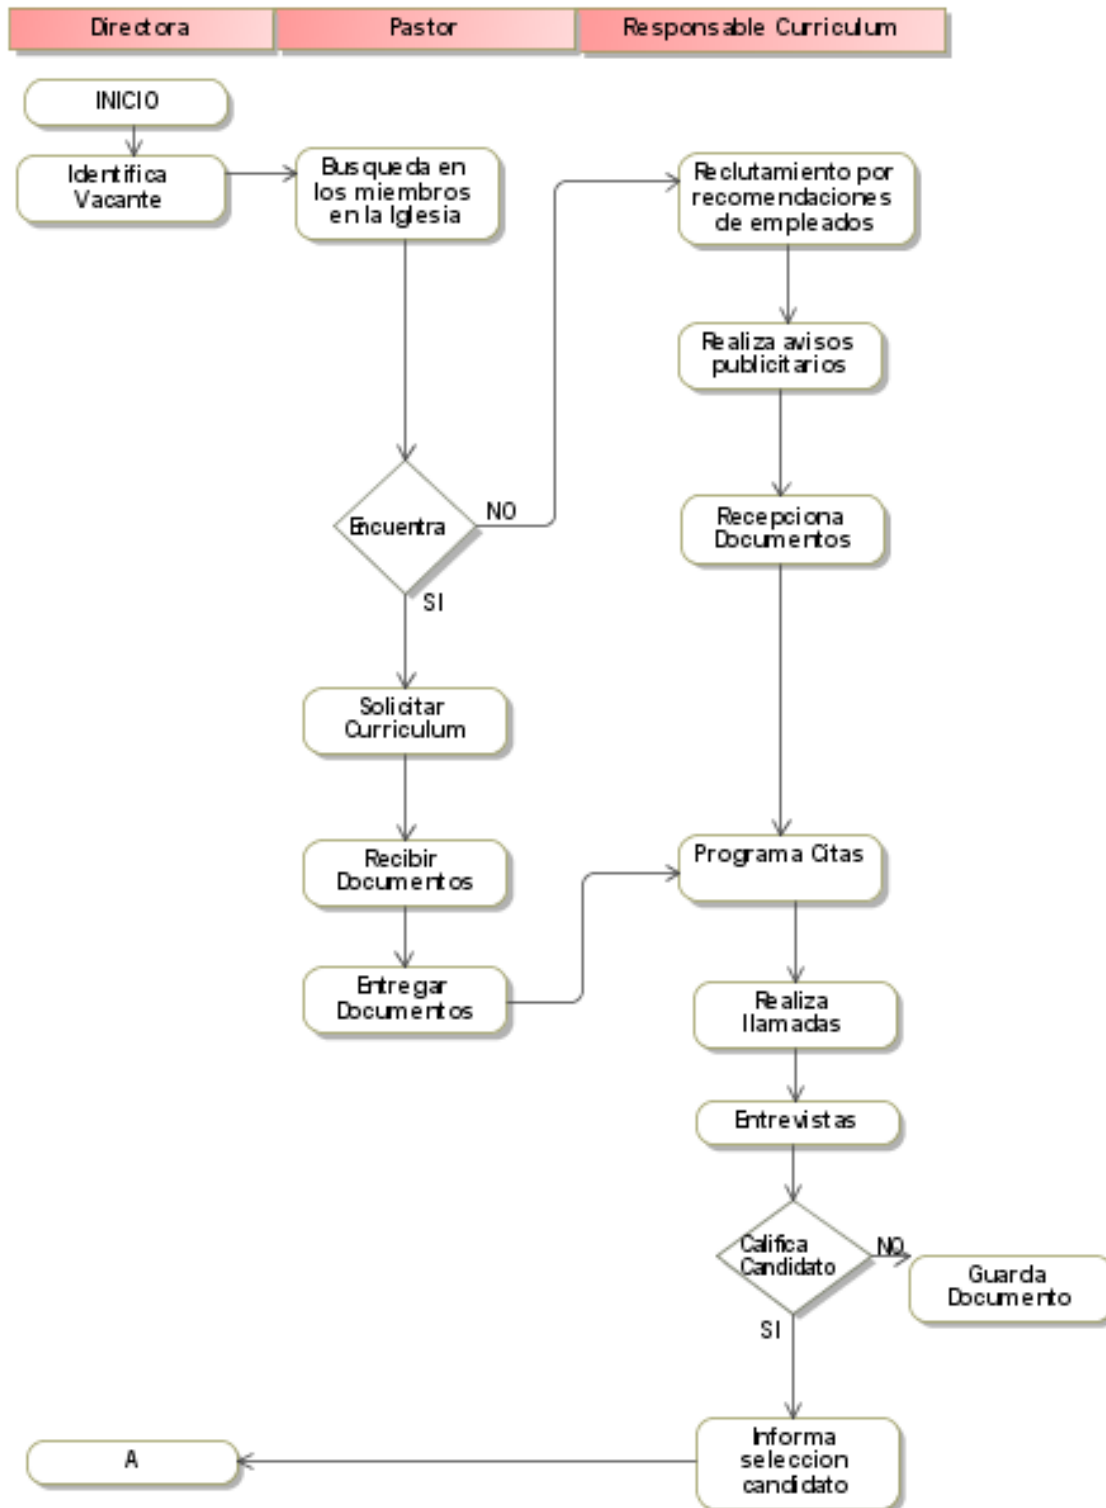 Directora
Pastor
Responsable Curriculum
INICIO
Identifica
Vacante
Busqueda en
los miembros
en la Iglesia
Reclutamiento por
recomendaciones
de empleados
Realiza avisos
publicitarios
Recepciona
Documentos
Encuentra
NO
SI
Solicitar
Curriculum
Recibir
Documentos
Entregar
Documentos
Programa Citas
Realiza
llamadas
Entrevistas
Califica
Candidato
NO
Guarda
Documento
SI
Informa
seleccion
candidato
A